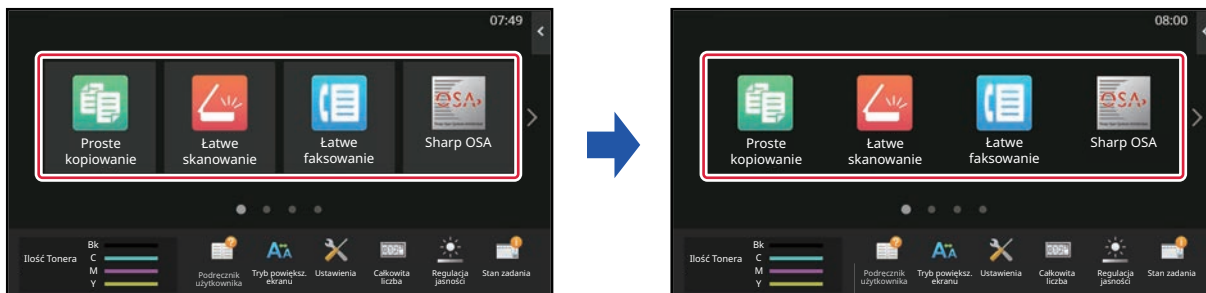 07:49
Proste
kopiowanie
Łatwe
skanowanie
Łatwe
faksowanie
OSA
Sharp OSA
Ilość Tonera
Bk
C
M
Y
Podręcznik
użytkownika
Tryb powiększ.
ekranu
Ustawienia
Całkowita
liczba
Regulacja
jasności
Stan zadania
08:00
Proste
kopiowanie
Łatwe
skanowanie
Łatwe
faksowanie
OSA
Sharp OSA
Ilość Tonera
Bk
C
M
Y
Podręcznik
użytkownika
Tryb powiększ.
ekranu
Ustawienia
Całkowita
liczba
Regulacja
jasności
Stan zadania